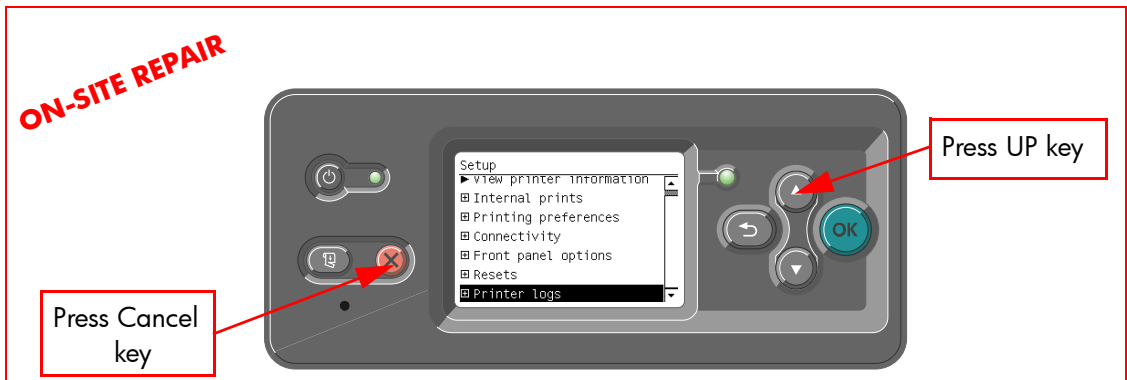 ON-SITE REPAIR
Press UP key
Setup
View printer information
Internal prints
Printing preferences
Connectivity
Front panel options
Resets
Printer logs
OK
Press Cancel
key